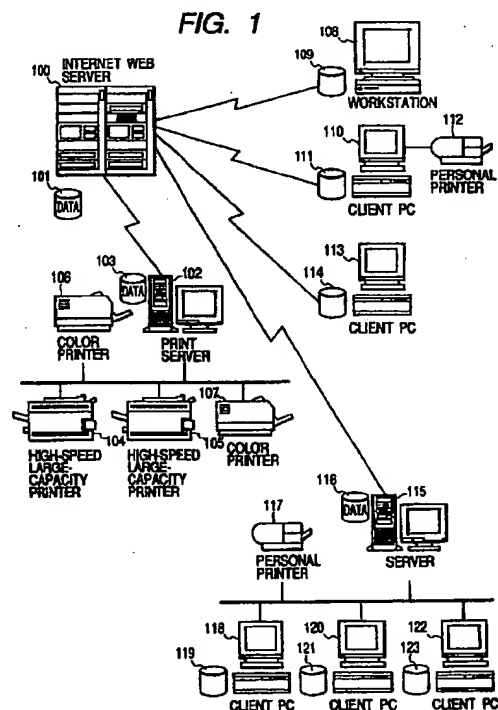 FIG. 1
100
INTERNET WEB
SERVER
101
DATA
108
109
WORKSTATION
110
111
112
CLIENT PC
PERSONAL
PRINTER
113
114
CLIENT PC
106
COLOR
PRINTER
103
DATA
102
PRINT
SERVER
104
HIGH-SPEED
LARGE-
CAPACITY
PRINTER
105
HIGH-SPEED
LARGE-
CAPACITY
PRINTER
107
COLOR
PRINTER
116
DATA
115
SERVER
117
PERSONAL
PRINTER
118
119
CLIENT PC
120
121
CLIENT PC
122
123
CLIENT PC